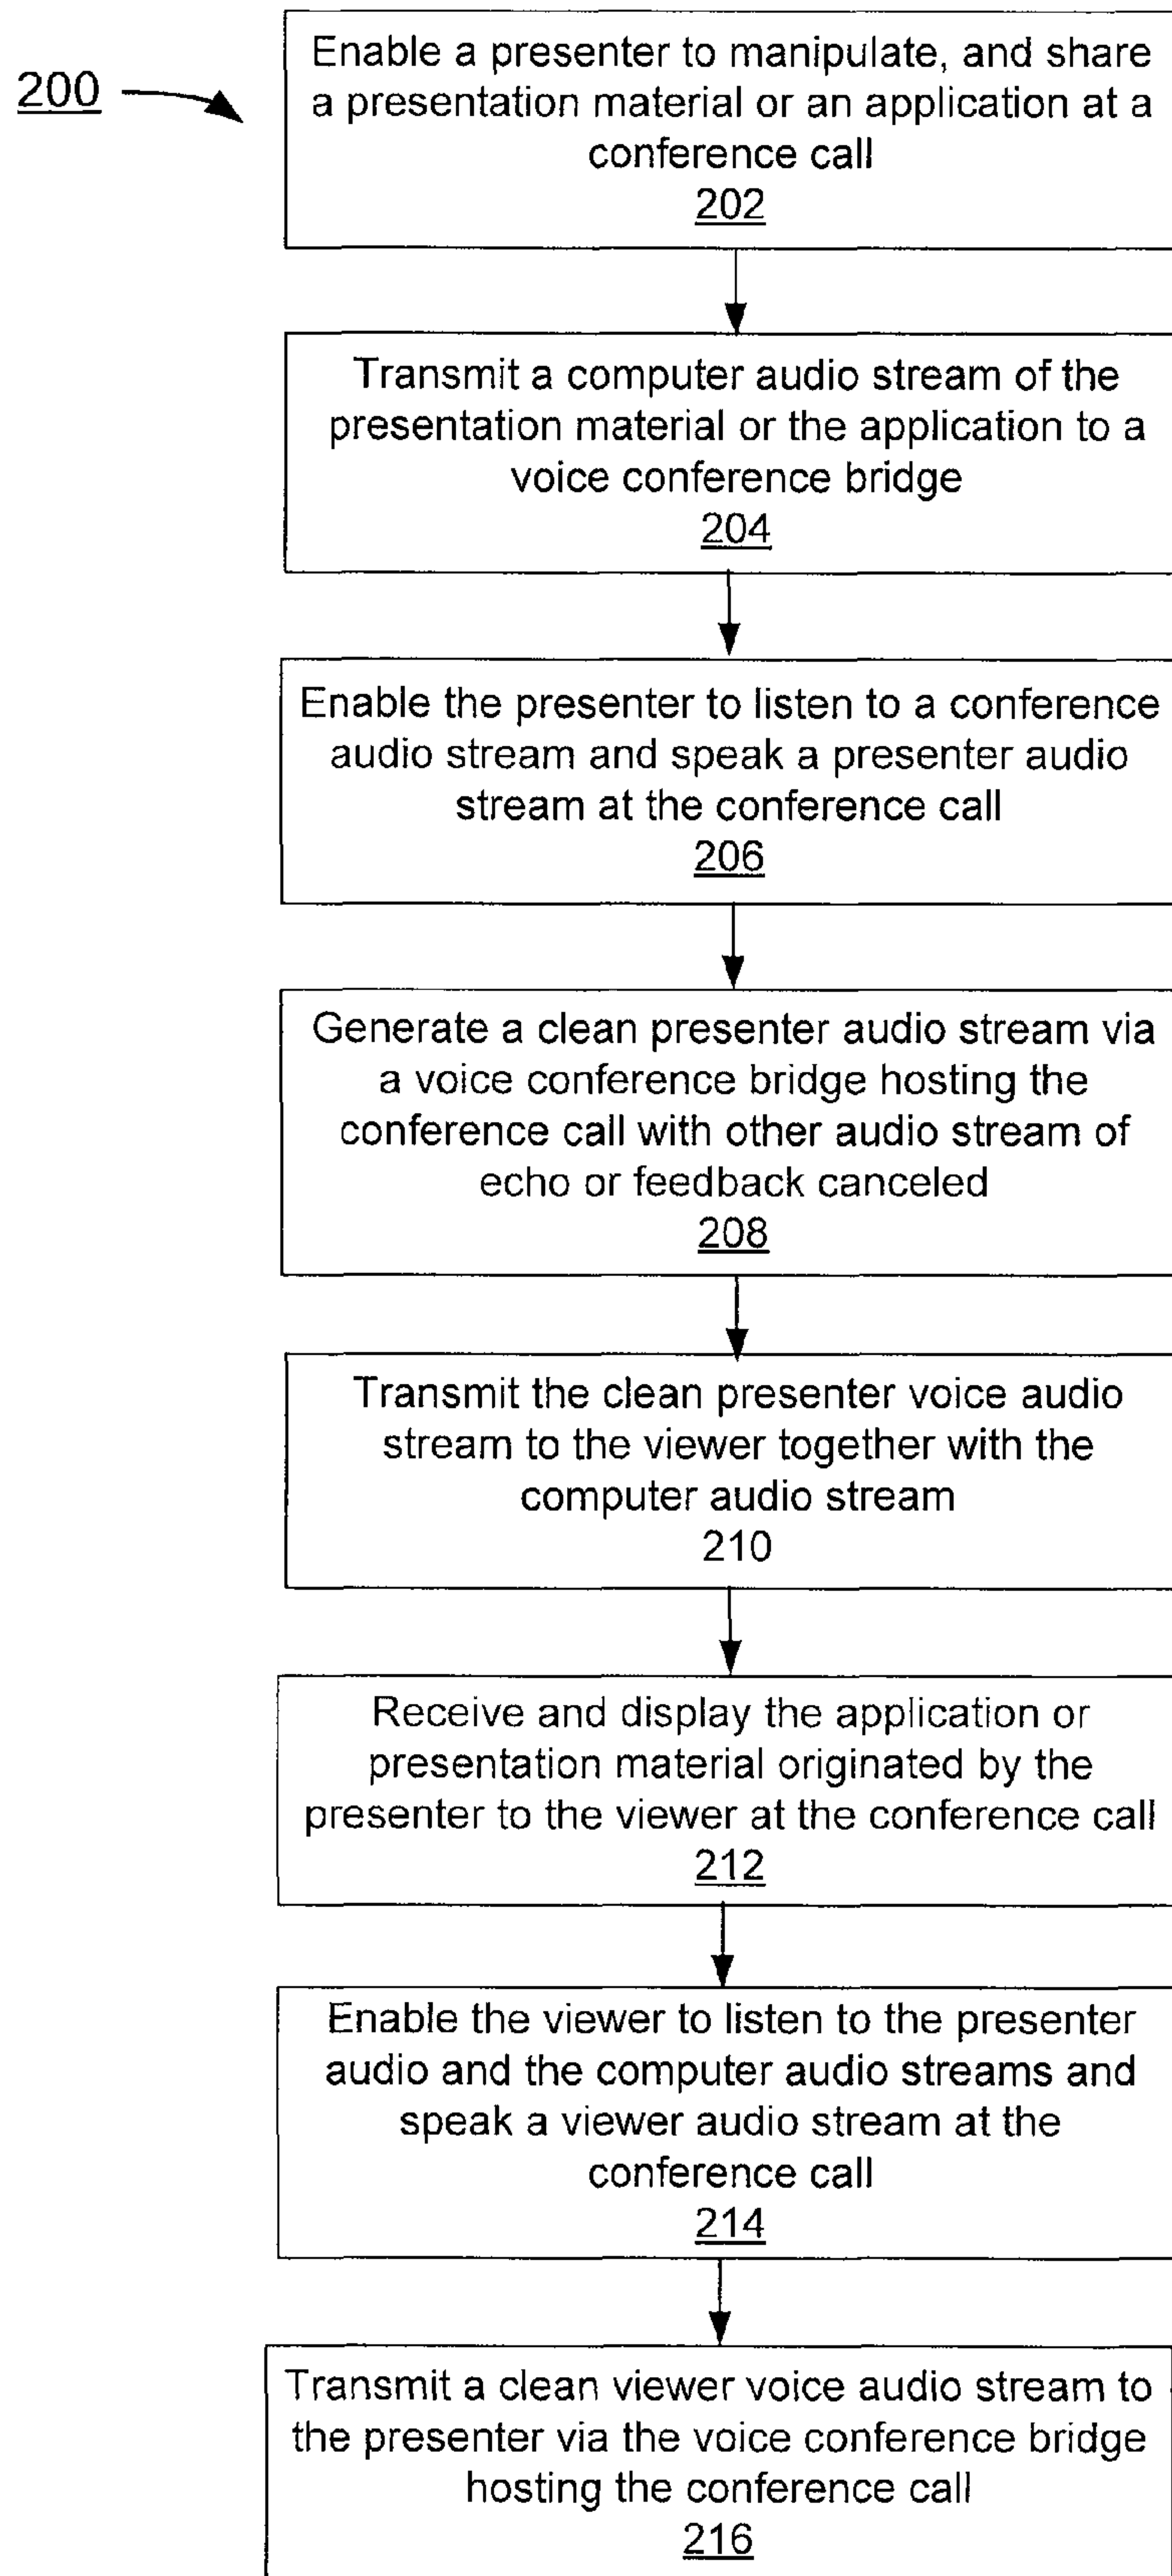 200
Enable a presenter to manipulate, and share
a presentation material or an application at a
conference call
202
Transmit a computer audio stream of the
presentation material or the application to a
voice conference bridge
204
Enable the presenter to listen to a conference
audio stream and speak a presenter audio
stream at the conference call
206
Generate a clean presenter audio stream via
a voice conference bridge hosting the
conference call with other audio stream of
echo or feedback canceled
208
Transmit the clean presenter voice audio
stream to the viewer together with the
computer audio stream
210
Receive and display the application or
presentation material originated by the
presenter to the viewer at the conference call
212
Enable the viewer to listen to the presenter
audio and the computer audio streams and
speak a viewer audio stream at the
conference call
214
Transmit a clean viewer voice audio stream to
the presenter via the voice conference bridge
hosting the conference call
216